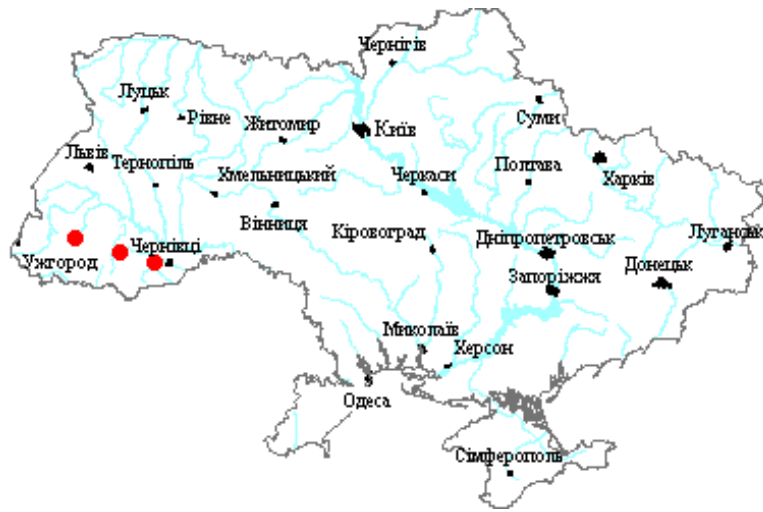 Чернігів
Луцьк
Рівне
Житомир
Київ
Суми
Львів
Тернопіль
Хмельницький
Черкаси
Полтава
Харків
Вінниця
Кіровоград
Дніпропетровськ
Луганськ
Ужгород
Чернівці
Запоріжжя
Донецьк
Миколаїв
Херсон
Одеса
Сімферополь